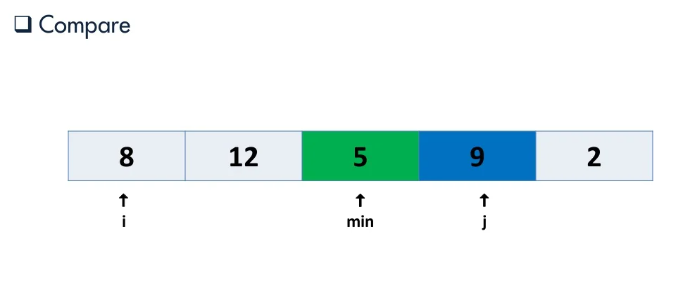 ❑ Compare
8 12 5 9 2
↑ ↑ ↑
i min j